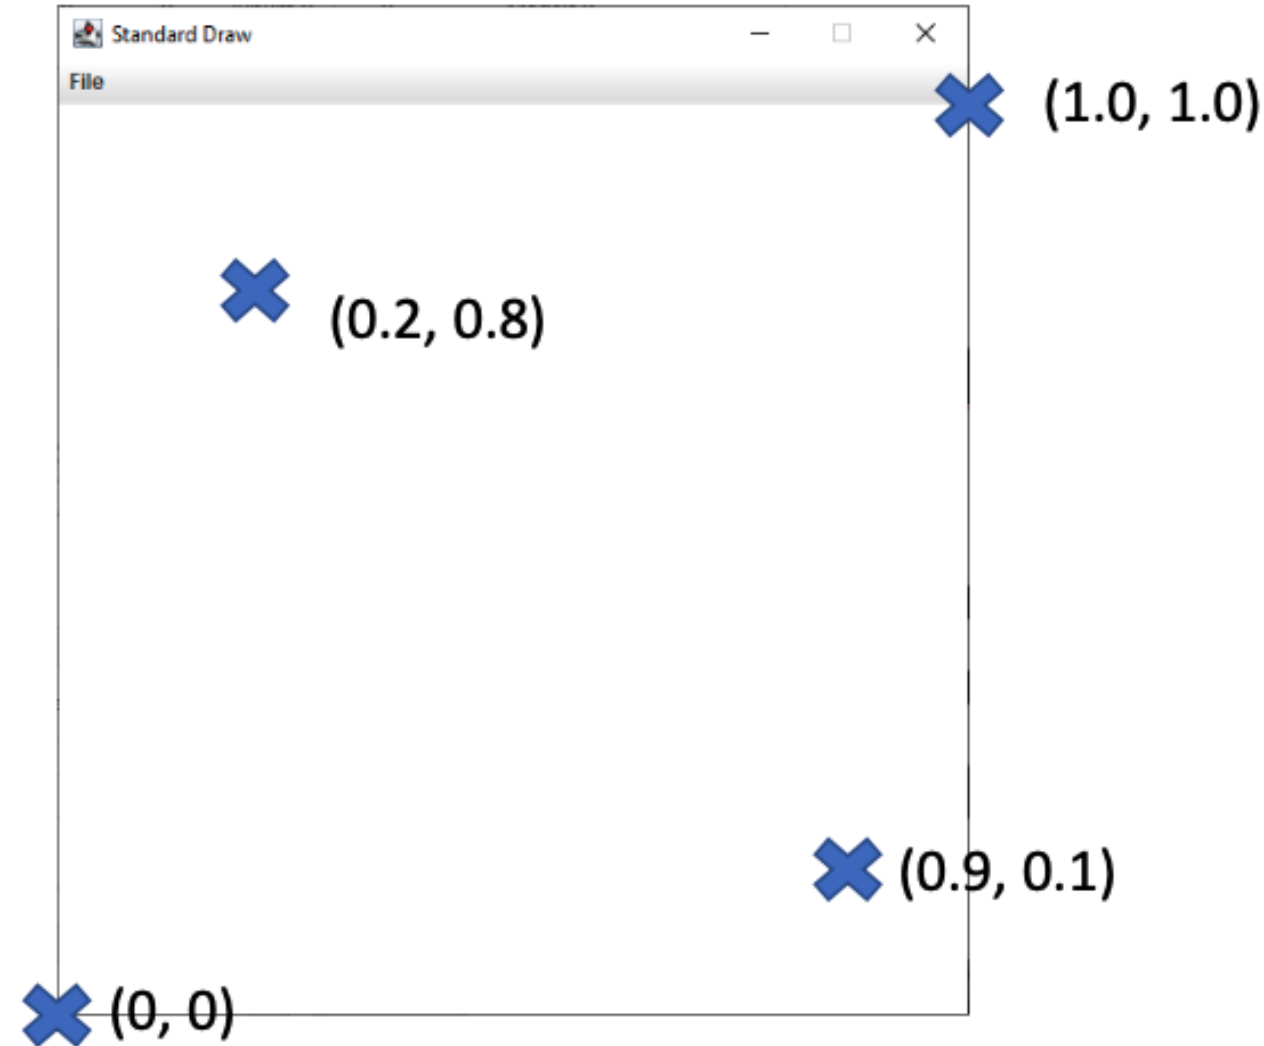 Standard Draw
File
(1.0, 1.0)
(0.2, 0.8)
(0.9, 0.1)
(0, 0)